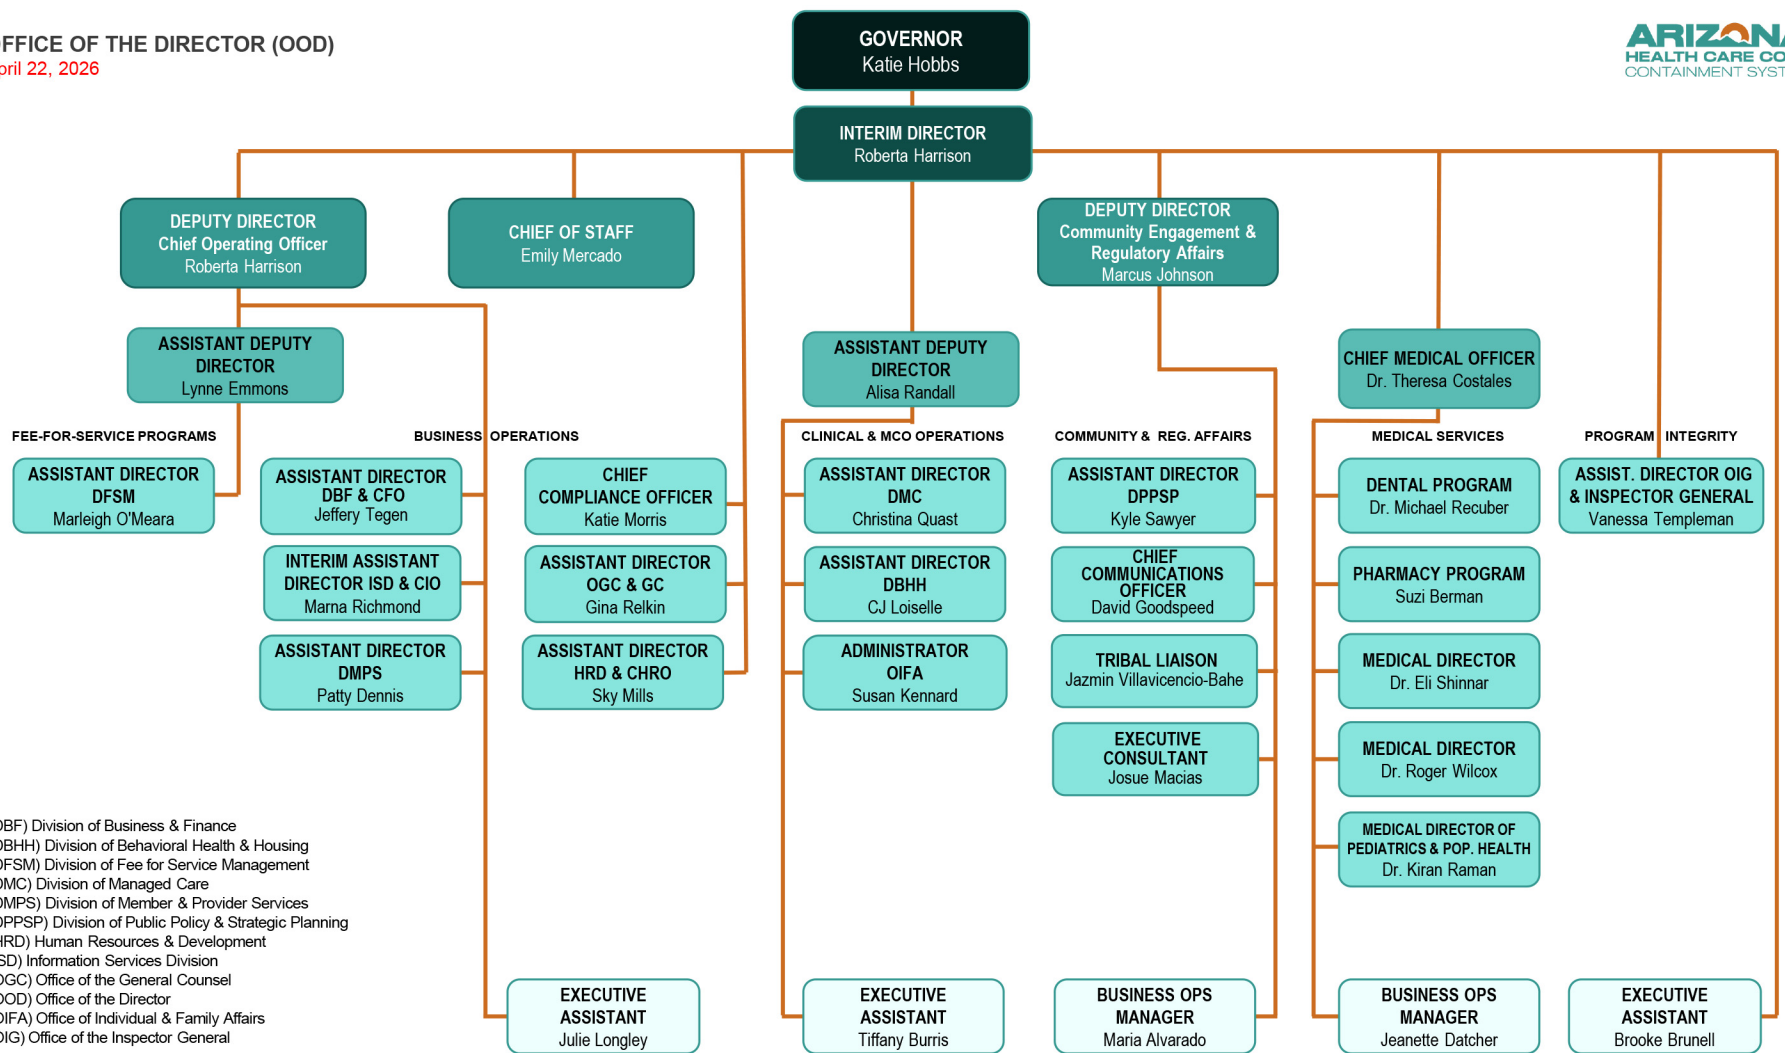 OFFICE OF THE DIRECTOR (OOD)
pril 22, 2026
ARIZONA
HEALTH CARE CO
CONTAINMENT SYST
GOVERNOR
Katie Hobbs
INTERIM DIRECTOR
Roberta Harrison
DEPUTY DIRECTOR
Chief Operating Officer
Roberta Harrison
CHIEF OF STAFF
Emily Mercado
DEPUTY DIRECTOR
Community Engagement &
Regulatory Affairs
Marcus Johnson
ASSISTANT DEPUTY
DIRECTOR
Lynne Emmons
ASSISTANT DEPUTY
DIRECTOR
Alisa Randall
CHIEF MEDICAL OFFICER
Dr. Theresa Costales
FEE-FOR-SERVICE PROGRAMS
ASSISTANT DIRECTOR
DFSM
Marleigh O'Meara
BUSINESS OPERATIONS
ASSISTANT DIRECTOR
DBF & CFO
Jeffery Tegen
INTERIM ASSISTANT
DIRECTOR ISD & CIO
Marna Richmond
ASSISTANT DIRECTOR
DMPS
Patty Dennis
CHIEF
COMPLIANCE OFFICER
Katie Morris
ASSISTANT DIRECTOR
OGC & GC
Gina Relkin
ASSISTANT DIRECTOR
HRD & CHRO
Sky Mills
CLINICAL & MCO OPERATIONS
ASSISTANT DIRECTOR
DMC
Christina Quast
ASSISTANT DIRECTOR
DBHH
CJ Loiselle
ADMINISTRATOR
OIFA
Susan Kennard
COMMUNITY & REG. AFFAIRS
ASSISTANT DIRECTOR
DPPSP
Kyle Sawyer
CHIEF
COMMUNICATIONS
OFFICER
David Goodspeed
TRIBAL LIAISON
Jazmin Villavicencio-Bahe
EXECUTIVE
CONSULTANT
Josue Macias
MEDICAL SERVICES
DENTAL PROGRAM
Dr. Michael Recuber
PHARMACY PROGRAM
Suzi Berman
MEDICAL DIRECTOR
Dr. Eli Shinnar
MEDICAL DIRECTOR
Dr. Roger Wilcox
MEDICAL DIRECTOR OF
PEDIATRICS & POP. HEALTH
Dr. Kiran Raman
PROGRAM INTEGRITY
ASSIST. DIRECTOR OIG
& INSPECTOR GENERAL
Vanessa Templeman
DBF) Division of Business & Finance
DBHH) Division of Behavioral Health & Housing
DFSM) Division of Fee for Service Management
DMC) Division of Managed Care
DMPS) Division of Member & Provider Services
DPPSP) Division of Public Policy & Strategic Planning
HRD) Human Resources & Development
ISD) Information Services Division
OGC) Office of the General Counsel
OOD) Office of the Director
OIFA) Office of Individual & Family Affairs
OIG) Office of the Inspector General
EXECUTIVE
ASSISTANT
Julie Longley
EXECUTIVE
ASSISTANT
Tiffany Burris
BUSINESS OPS
MANAGER
Maria Alvarado
BUSINESS OPS
MANAGER
Jeanette Datcher
EXECUTIVE
ASSISTANT
Brooke Brunell